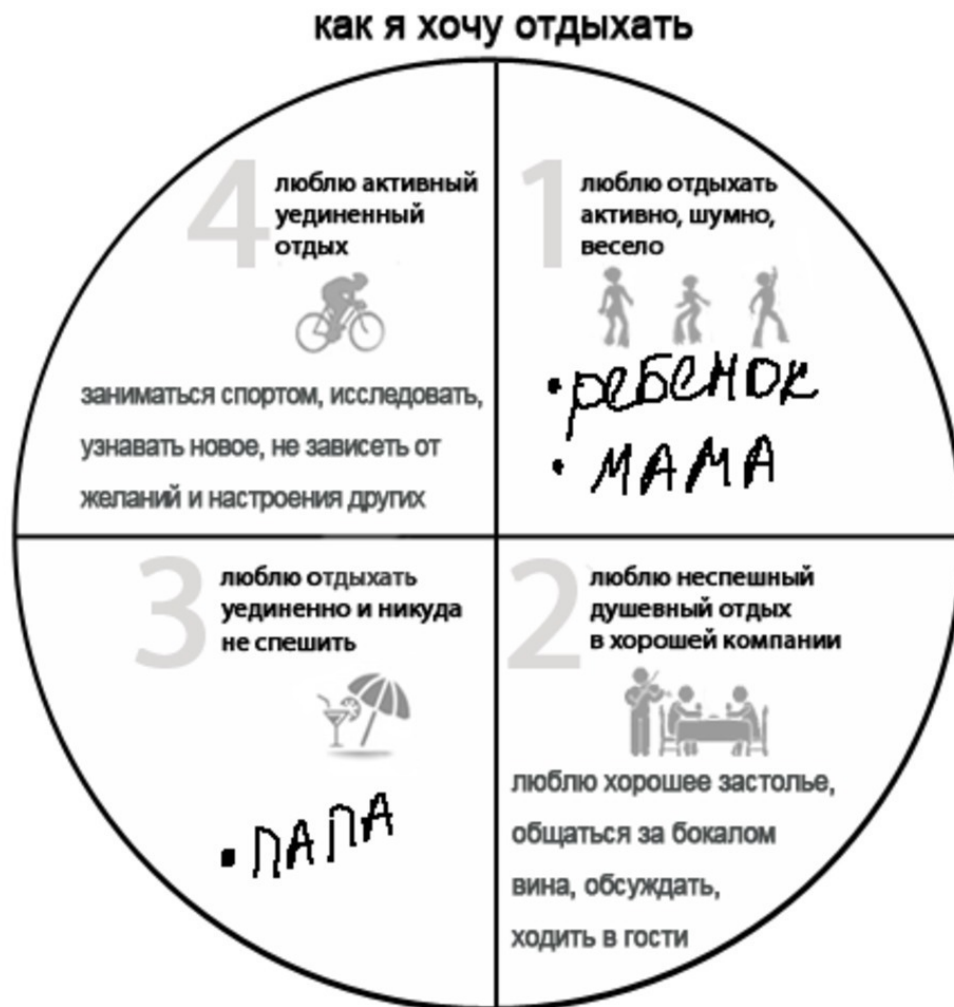 как я хочу отдыхать
4
люблю активный
уединенный
отдых
заниматься спортом, исследовать,
узнавать новое, не зависеть от
желаний и настроения других
1
люблю отдыхать
активно, шумно,
весело
• РЕБЕНОК
• МАМА
3
люблю отдыхать
уединенно и никуда
не спешить
• ПАПА
2
люблю неспешный
душевный отдых
в хорошей компании
люблю хорошее застолье,
общаться за бокалом
вина, обсуждать,
ходить в гости